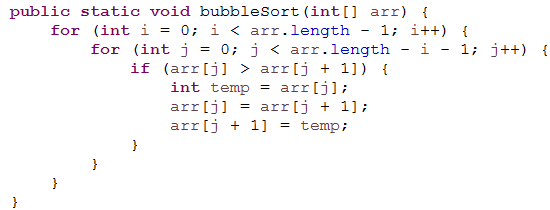 public static void bubbleSort(int[] arr) {
    for (int i = 0; i < arr.length - 1; i++) {
        for (int j = 0; j < arr.length - i - 1; j++) {
            if (arr[j] > arr[j + 1]) {
                int temp = arr[j];
                arr[j] = arr[j + 1];
                arr[j + 1] = temp;
            }
        }
    }
}